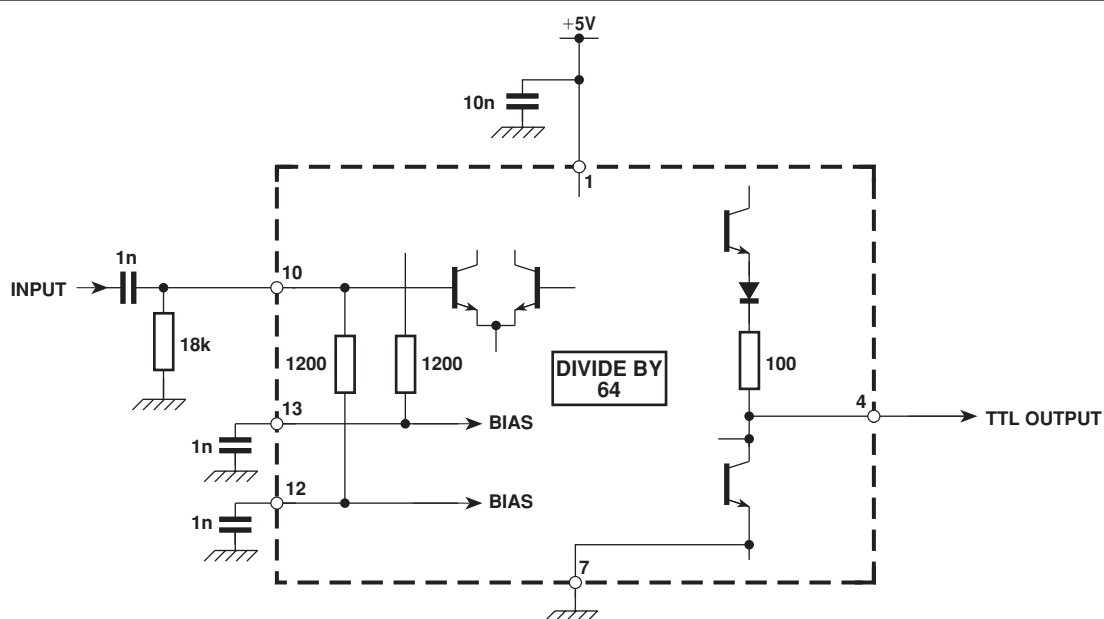 +5V
10n
1
1n
10
INPUT
18k
1200
1200
DIVIDE BY
64
100
13
BIAS
4
TTL OUTPUT
1n
12
BIAS
1n
7